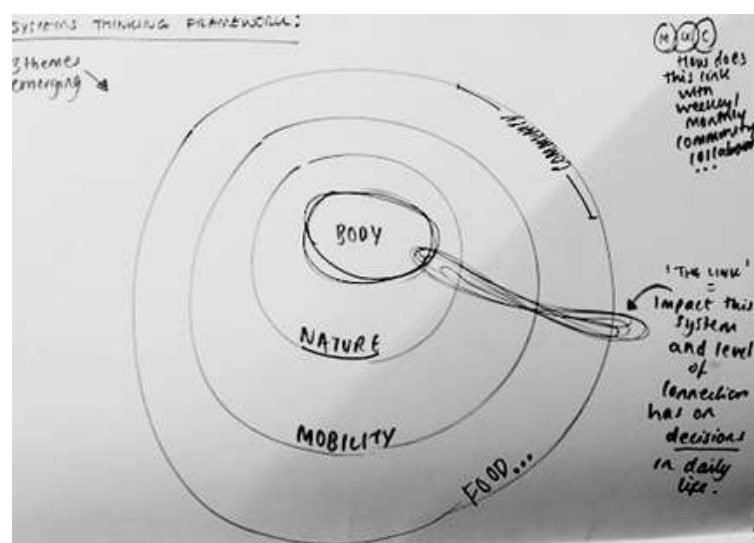 SYSTEMS THINKING FRAMEWORK:
3 themes
emerging
M C
How does
this link
with
weekly/
monthly
community
...
COMMUNITY
BODY
'THE LINK'
=
Impact this
system
and level
of
connection
has on
decisions
in daily
life.
NATURE
MOBILITY
FOOD...